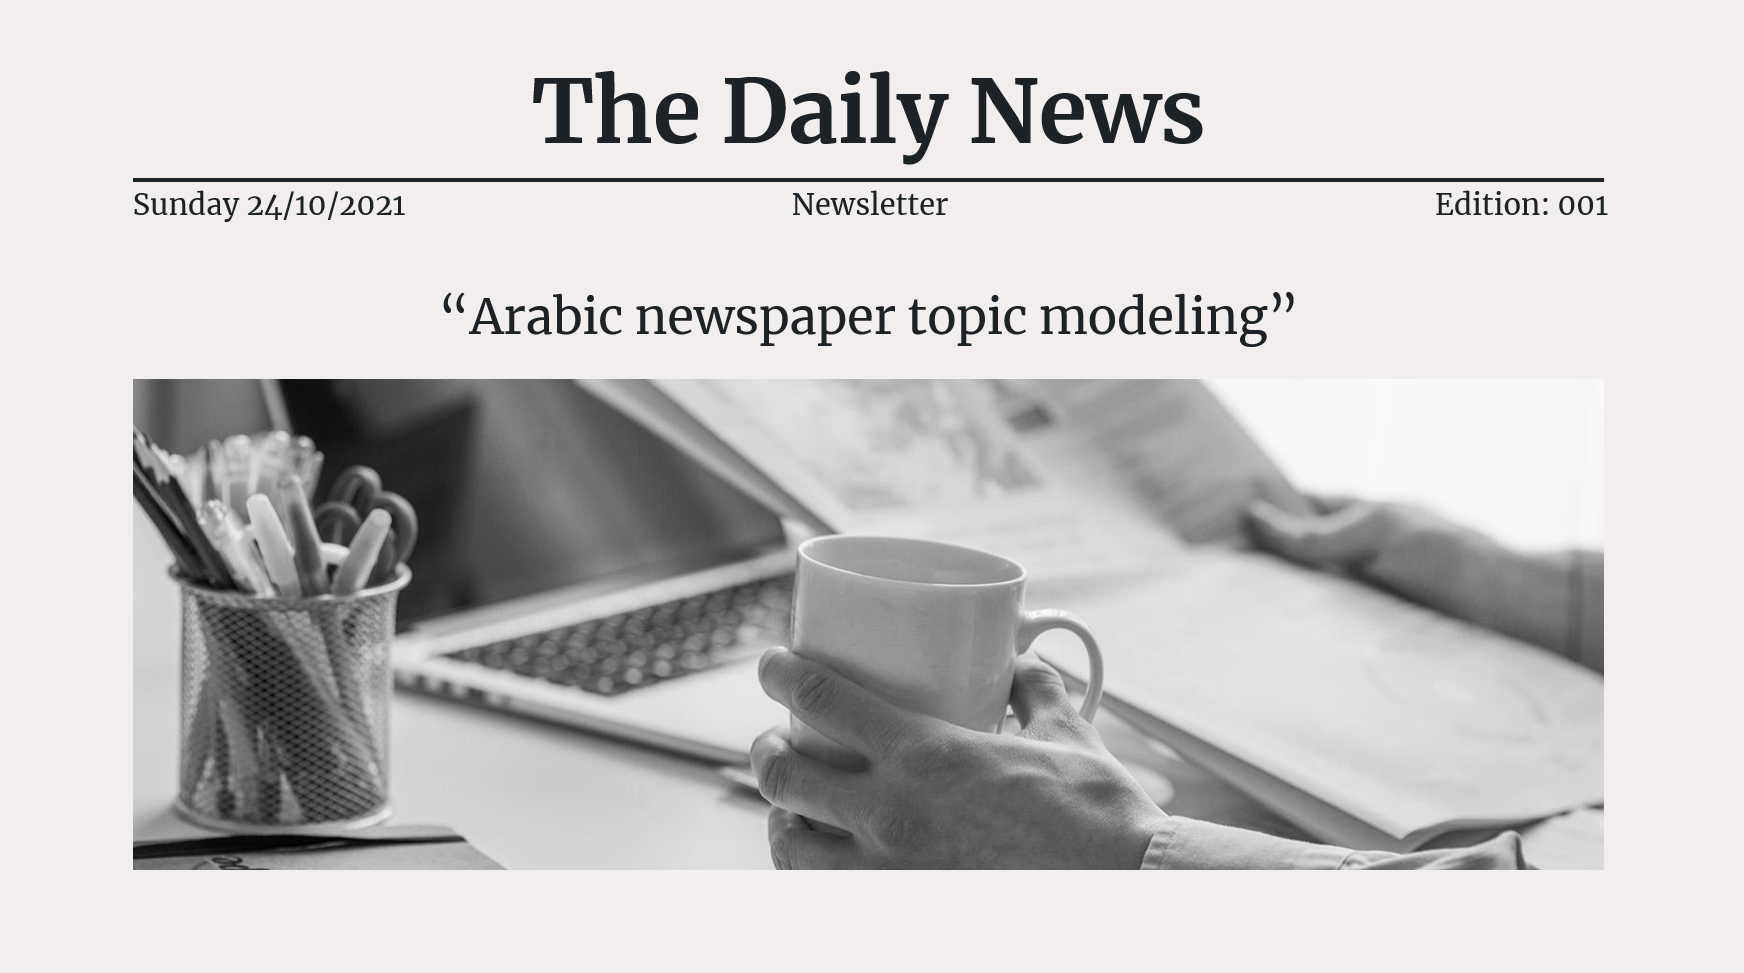 The Daily News
Sunday 24/10/2021 Newsletter Edition: 001
“Arabic newspaper topic modeling”